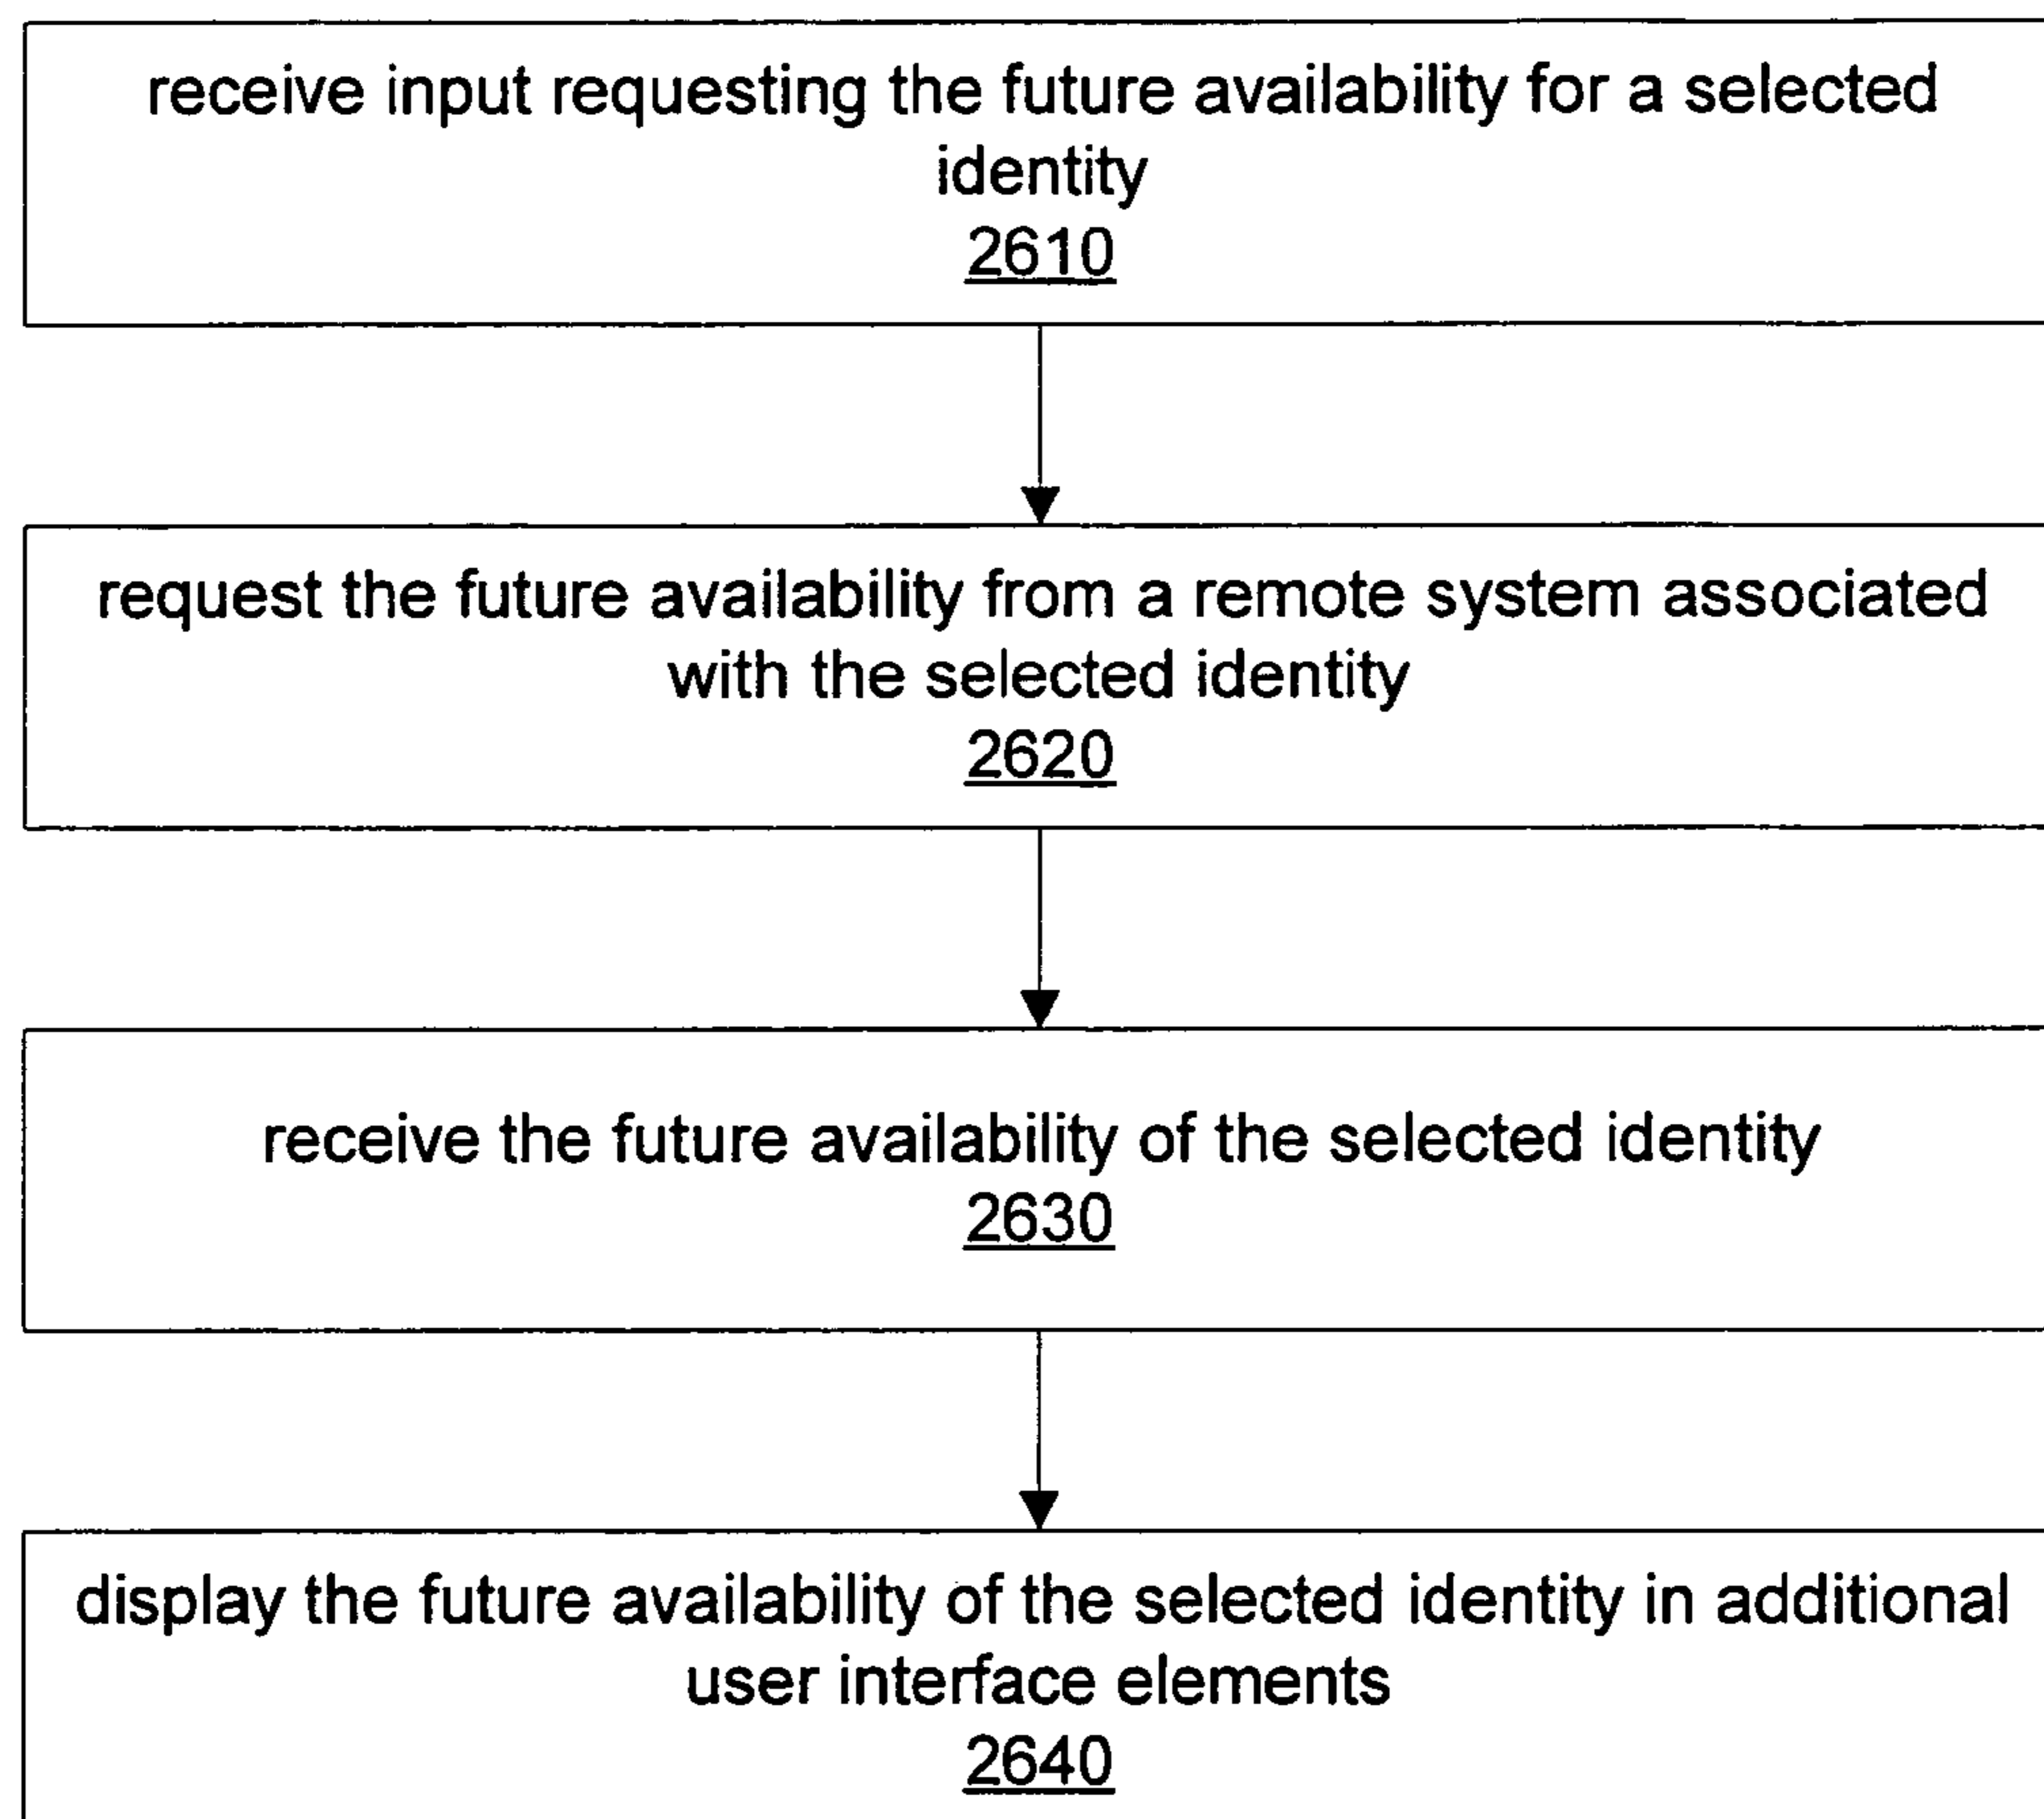 receive input requesting the future availability for a selected
identity
2610
request the future availability from a remote system associated
with the selected identity
2620
receive the future availability of the selected identity
2630
display the future availability of the selected identity in additional
user interface elements
2640